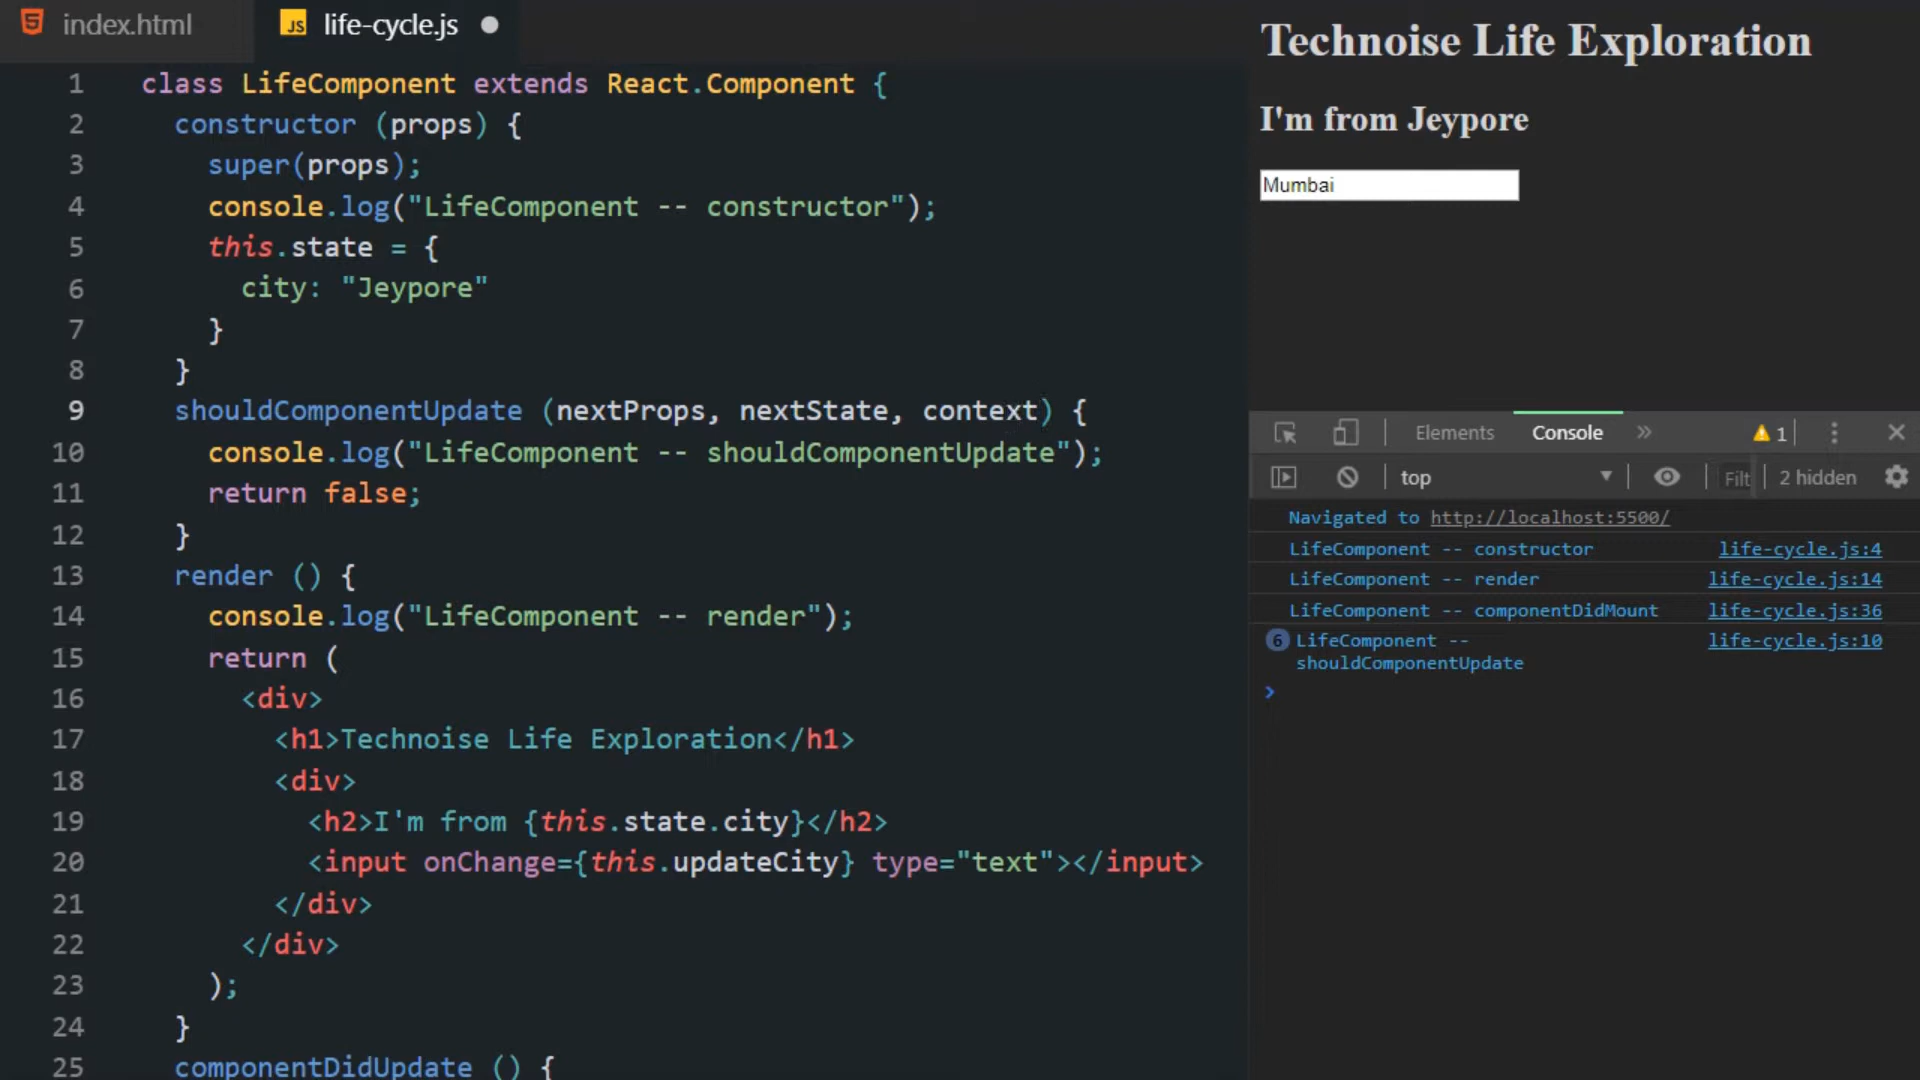 index.html
JS life-cycle.js
1 class LifeComponent extends React.Component {
2 constructor (props) {
3 super(props);
4 console.log("LifeComponent -- constructor");
5 this.state = {
6 city: "Jeypore"
7 }
8 }
9 shouldComponentUpdate (nextProps, nextState, context) {
10 console.log("LifeComponent -- shouldComponentUpdate");
11 return false;
12 }
13 render () {
14 console.log("LifeComponent -- render");
15 return (
16 <div>
17 <h1>Technoise Life Exploration</h1>
18 <div>
19 <h2>I'm from {this.state.city}</h2>
20 <input onChange={this.updateCity} type="text"></input>
21 </div>
22 </div>
23 );
24 }
25 componentDidUpdate () {
Technoise Life Exploration
I'm from Jeypore
Mumbai
Elements Console » 1
top Filt 2 hidden
Navigated to http://localhost:5500/
LifeComponent -- constructor life-cycle.js:4
LifeComponent -- render life-cycle.js:14
LifeComponent -- componentDidMount life-cycle.js:36
6 LifeComponent -- life-cycle.js:10
shouldComponentUpdate
>